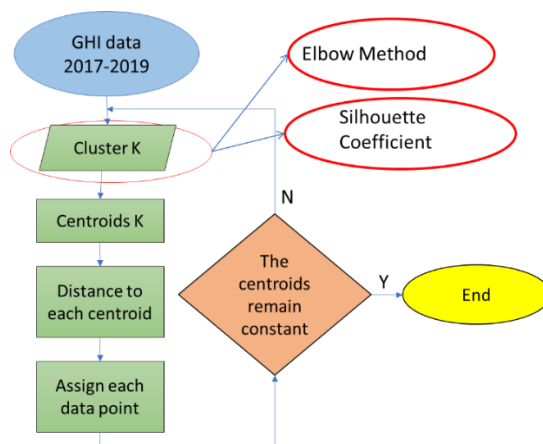 GHI data
2017-2019
Elbow Method
Silhouette
Coefficient
Cluster K
N
Centroids K
The
centroids
remain
constant
Y
End
Distance to
each centroid
Assign each
data point